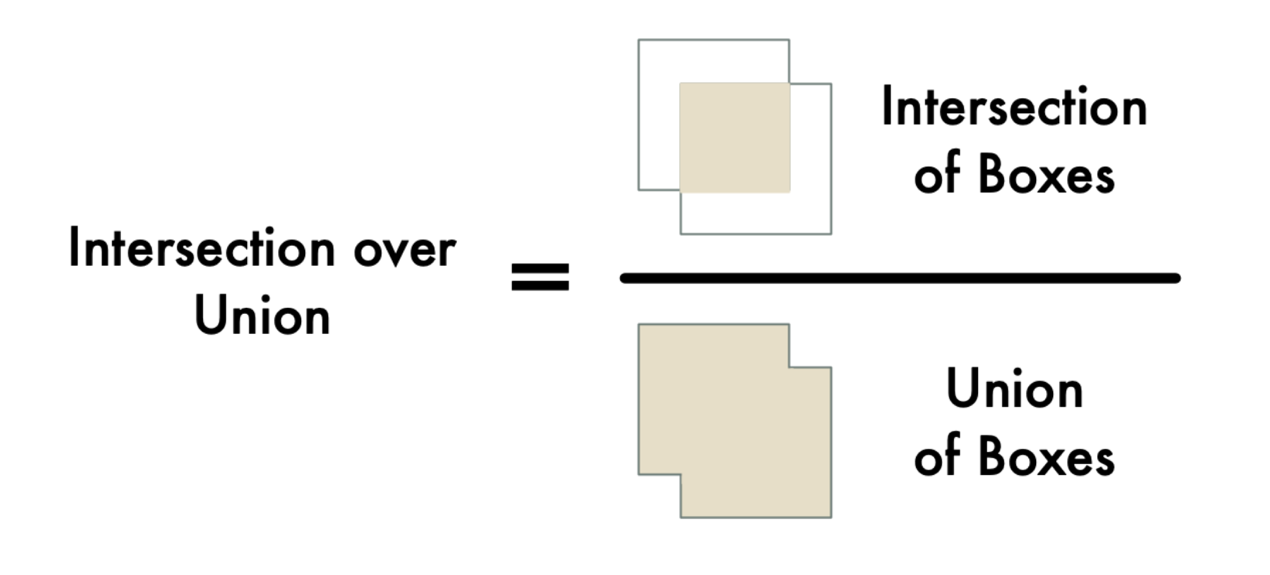 Intersection over
Union
=
Intersection
of Boxes
Union
of Boxes